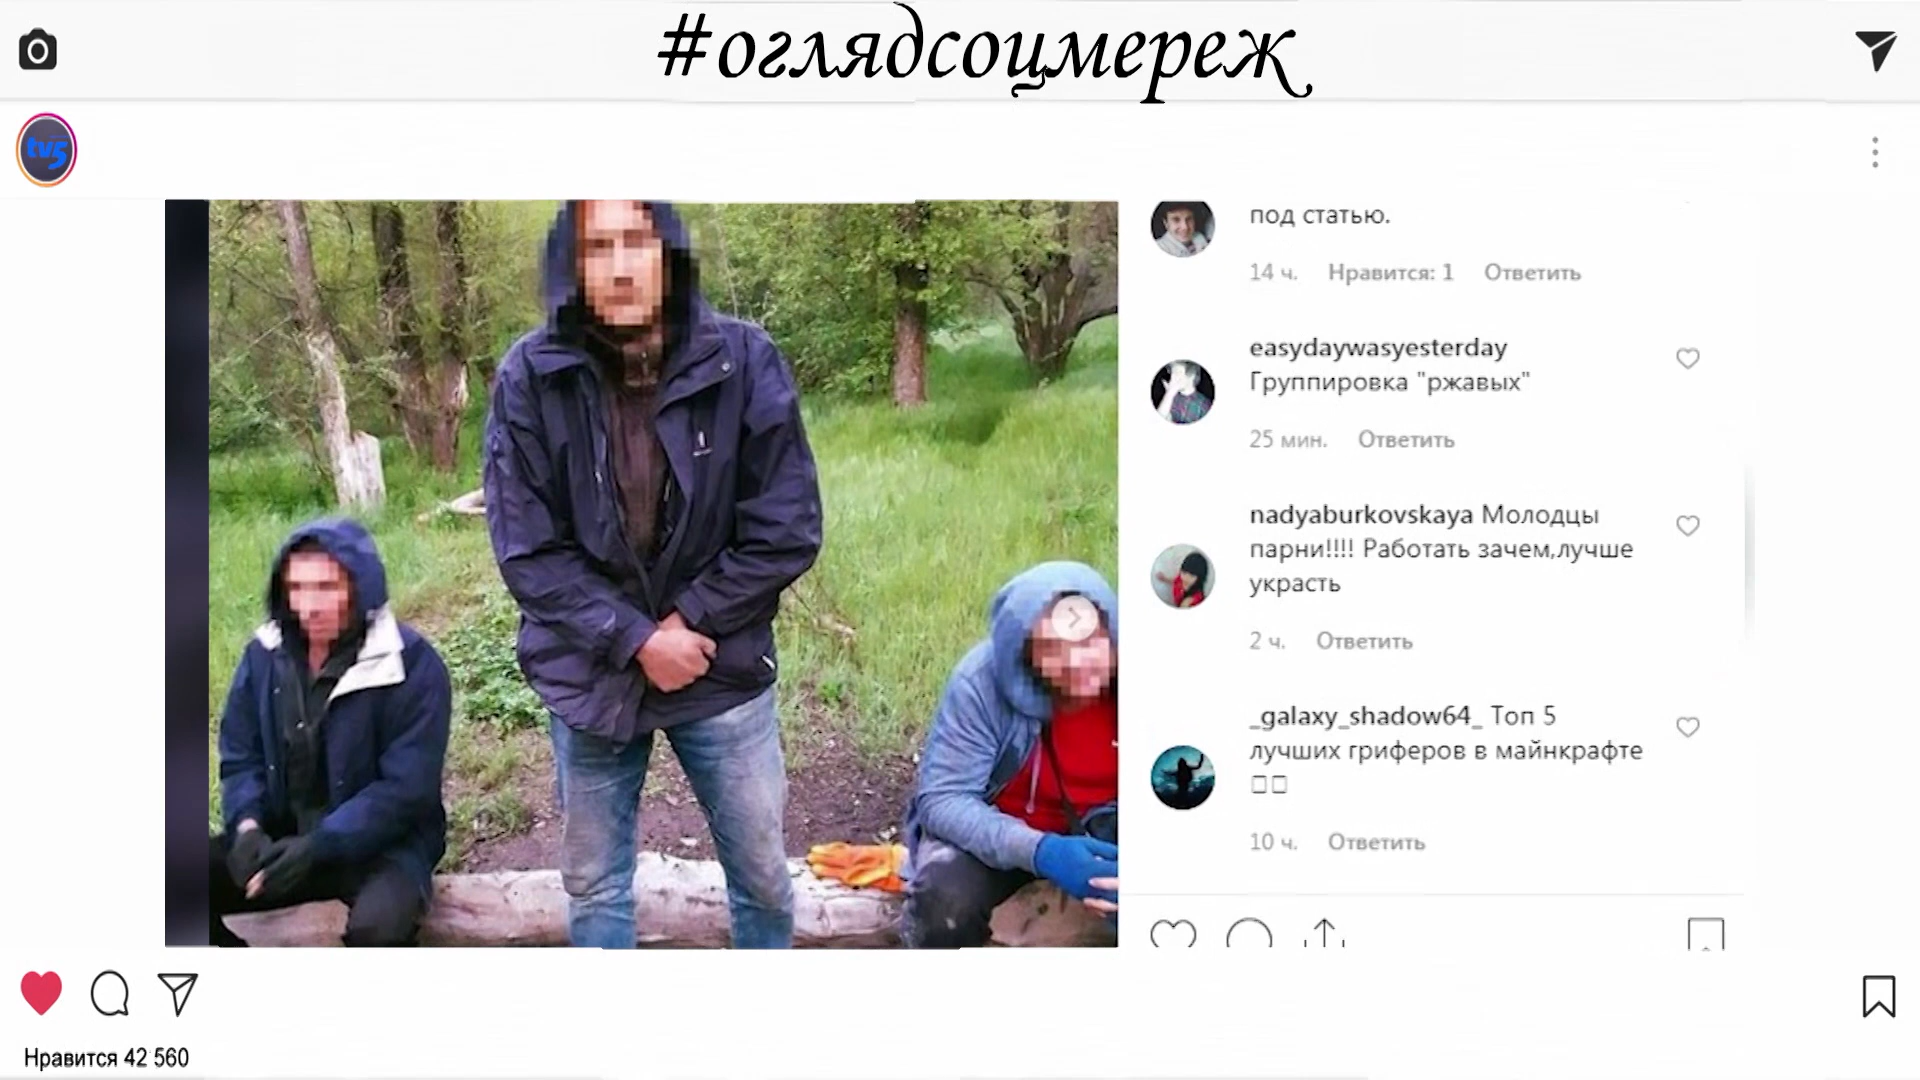 #оглядсоцмереж
tv5
под статью.
14 ч. Нравится: 1 Ответить
easydaywasyesterday
Группировка "ржавых"
25 мин. Ответить
nadyaburkovskaya Молодцы
парни!!!! Работать зачем,лучше
украсть
2 ч. Ответить
_galaxy_shadow64_ Топ 5
лучших гриферов в майнкрафте
10 ч. Ответить
Нравится 42 560